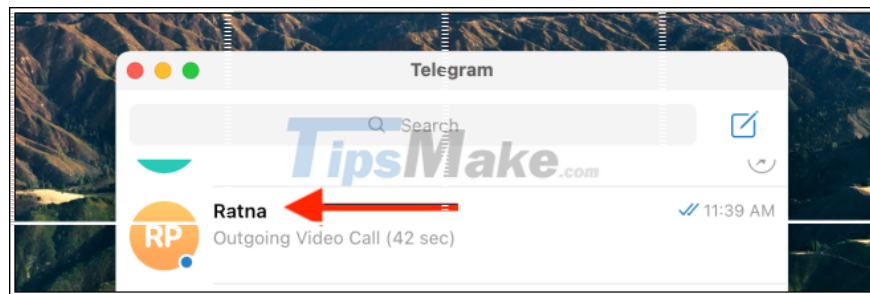 Telegram
Search
TipsMake.com
Ratna
11:39 AM
RP
Outgoing Video Call (42 sec)